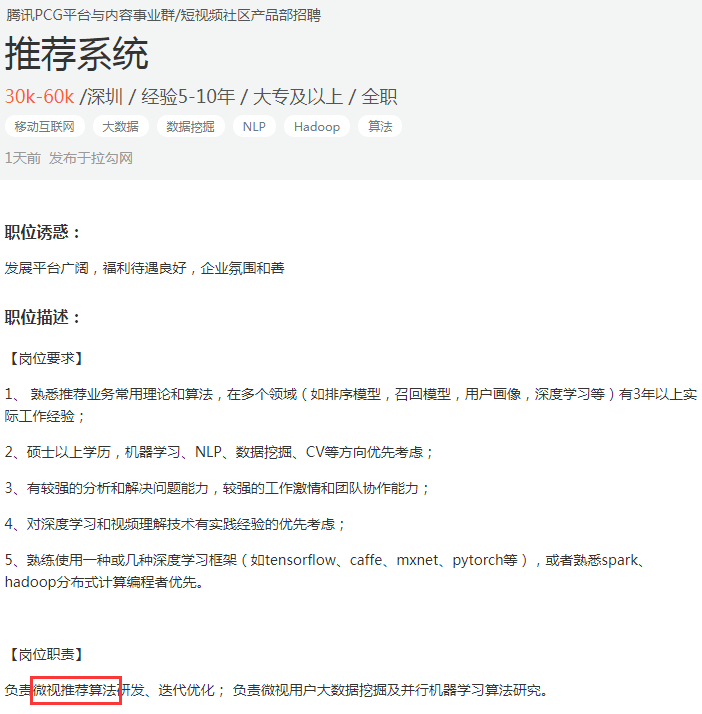 腾讯PCG平台与内容事业群/短视频社区产品部招聘
推荐系统
30k-60k /深圳 / 经验5-10年 / 大专及以上 / 全职
移动互联网 大数据 数据挖掘 NLP Hadoop 算法
1天前 发布于拉勾网
职位诱惑：
发展平台广阔，福利待遇良好，企业氛围和善
职位描述：
【岗位要求】
1、 熟悉推荐业务常用理论和算法，在多个领域（如排序模型，召回模型，用户画像，深度学习等）有3年以上实
际工作经验；
2、硕士以上学历，机器学习、NLP、数据挖掘、CV等方向优先考虑；
3、有较强的分析和解决问题能力，较强的工作激情和团队协作能力；
4、对深度学习和视频理解技术有实践经验的优先考虑；
5、熟练使用一种或几种深度学习框架（如tensorflow、caffe、mxnet、pytorch等），或者熟悉spark、
hadoop分布式计算编程者优先。
【岗位职责】
负责微视推荐算法研发、迭代优化； 负责微视用户大数据挖掘及并行机器学习算法研究。